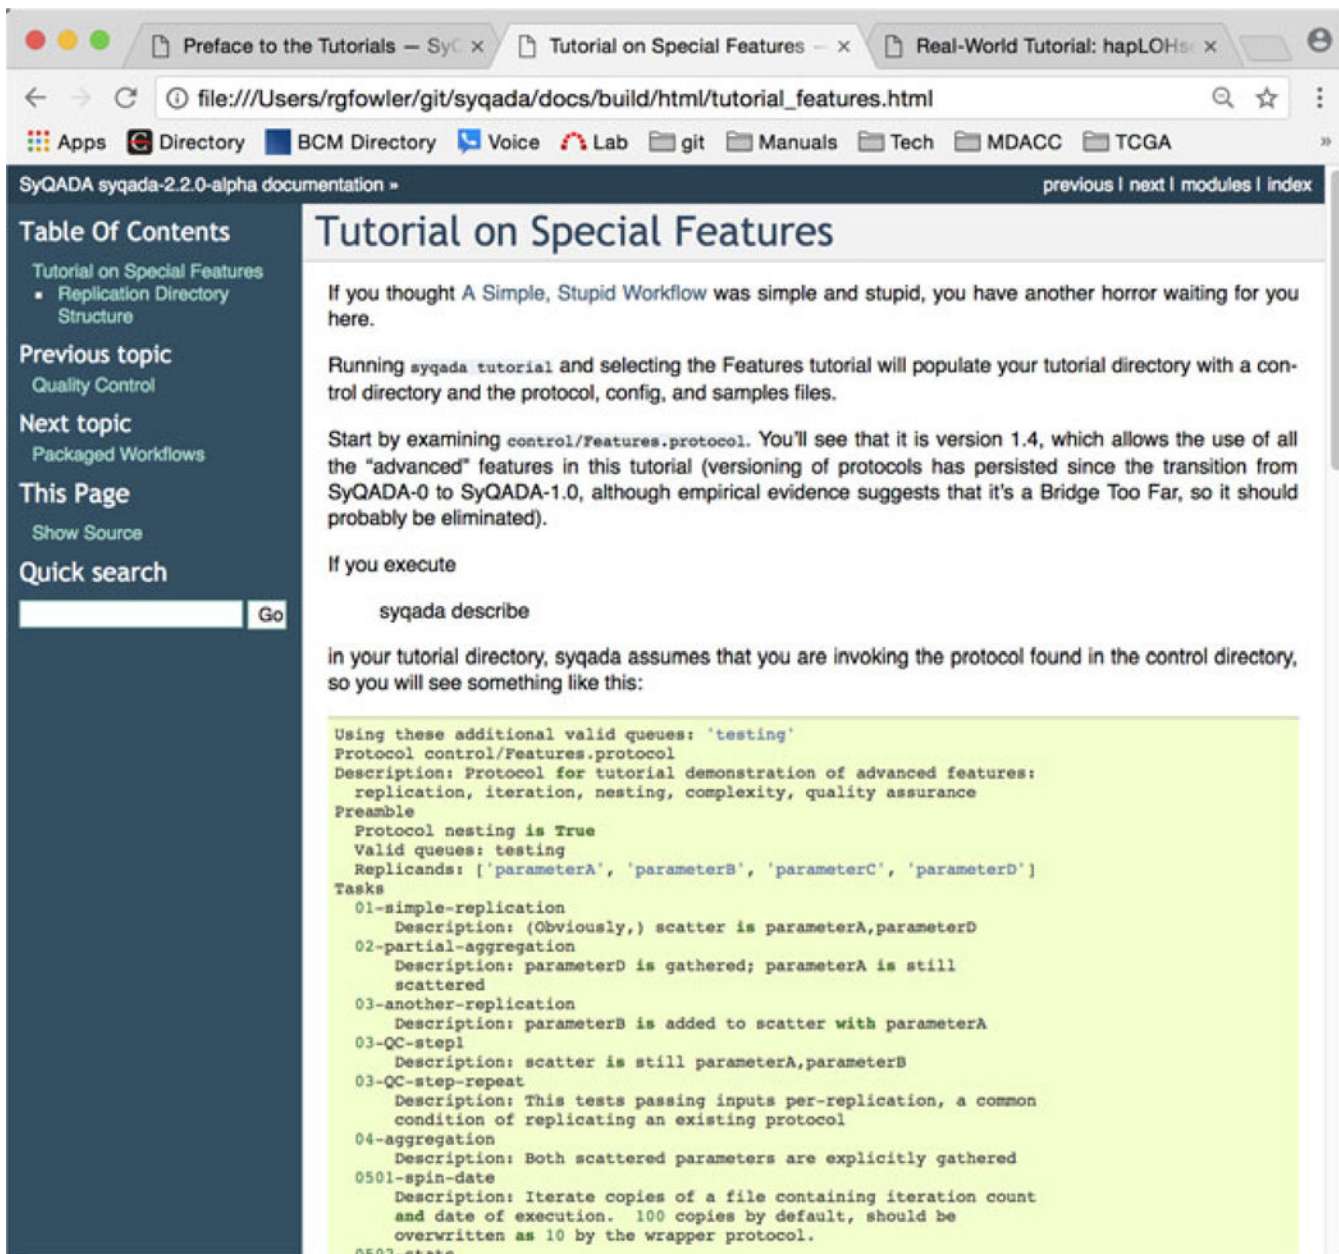 Preface to the Tutorials — SyC ×
Tutorial on Special Features — ×
Real-World Tutorial: hapLOHse ×
file:///Users/rgfowler/git/syqada/docs/build/html/tutorial_features.html
Apps Directory BCM Directory Voice Lab git Manuals Tech MDACC TCGA »
SyQADA syqada-2.2.0-alpha documentation »
previous | next | modules | index
Table Of Contents
Tutorial on Special Features
Replication Directory
Structure
Previous topic
Quality Control
Next topic
Packaged Workflows
This Page
Show Source
Quick search
Go
Tutorial on Special Features
If you thought A Simple, Stupid Workflow was simple and stupid, you have another horror waiting for you
here.
Running syqada tutorial and selecting the Features tutorial will populate your tutorial directory with a con-
trol directory and the protocol, config, and samples files.
Start by examining control/Features.protocol. You'll see that it is version 1.4, which allows the use of all
the “advanced” features in this tutorial (versioning of protocols has persisted since the transition from
SyQADA-0 to SyQADA-1.0, although empirical evidence suggests that it's a Bridge Too Far, so it should
probably be eliminated).
If you execute
syqada describe
in your tutorial directory, syqada assumes that you are invoking the protocol found in the control directory,
so you will see something like this:
Using these additional valid queues: 'testing'
Protocol control/Features.protocol
Description: Protocol for tutorial demonstration of advanced features:
replication, iteration, nesting, complexity, quality assurance
Preamble
Protocol nesting is True
Valid queues: testing
Replicands: ['parameterA', 'parameterB', 'parameterC', 'parameterD']
Tasks
01-simple-replication
Description: (Obviously,) scatter is parameterA,parameterD
02-partial-aggregation
Description: parameterD is gathered; parameterA is still
scattered
03-another-replication
Description: parameterB is added to scatter with parameterA
03-QC-step1
Description: scatter is still parameterA,parameterB
03-QC-step-repeat
Description: This tests passing inputs per-replication, a common
condition of replicating an existing protocol
04-aggregation
Description: Both scattered parameters are explicitly gathered
0501-spin-date
Description: Iterate copies of a file containing iteration count
and date of execution. 100 copies by default, should be
overwritten as 10 by the wrapper protocol.